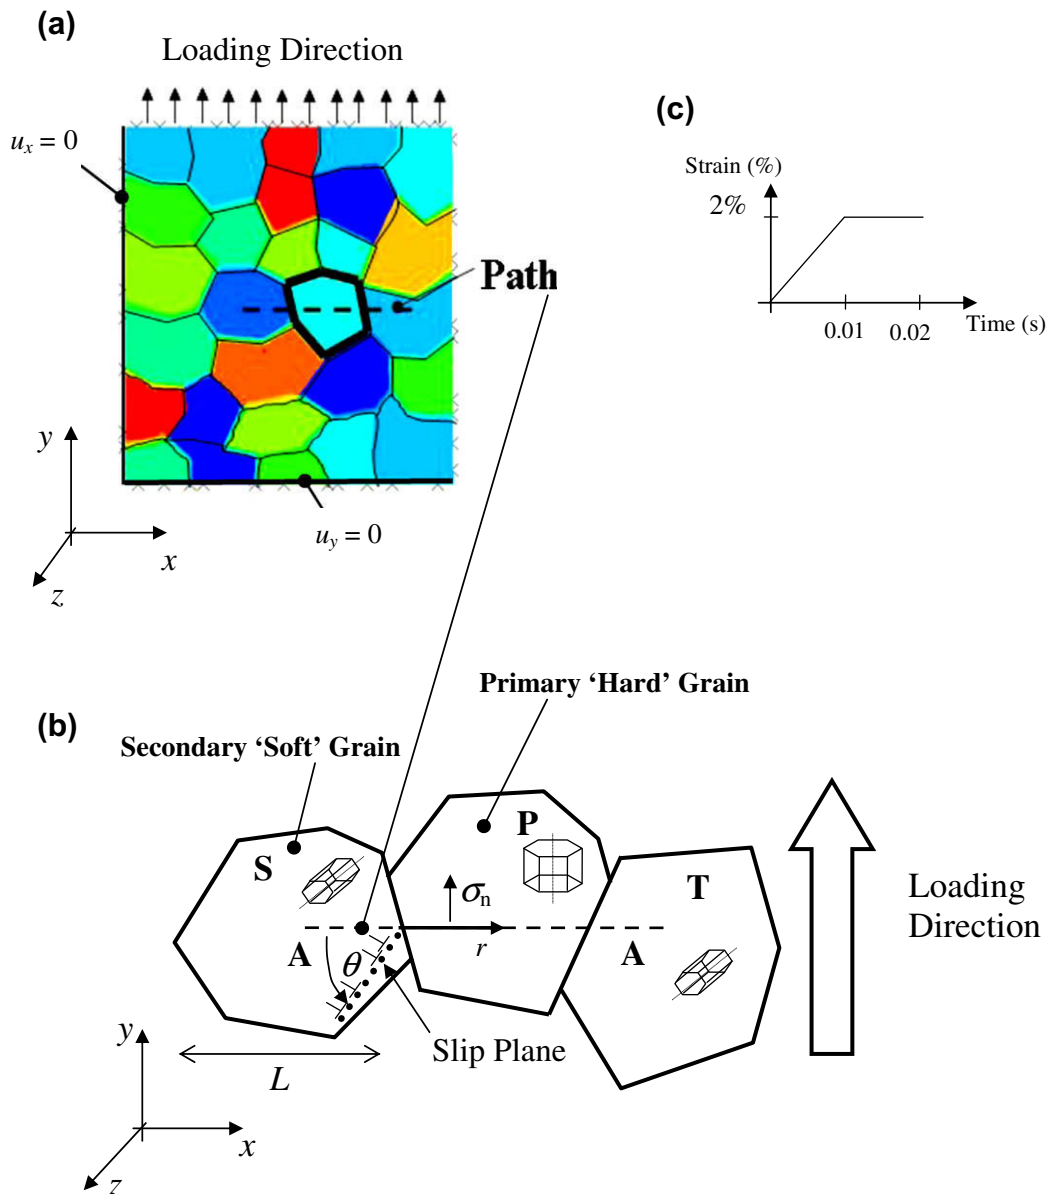 (a)
Loading Direction
u_x = 0
Path
u_y = 0
y
x
z
(c)
Strain (%)
2%
0.01
0.02
Time (s)
(b)
Primary ‘Hard’ Grain
Secondary ‘Soft’ Grain
P
S
T
σ_n
A
θ
r
A
Slip Plane
L
Loading
Direction
y
x
z